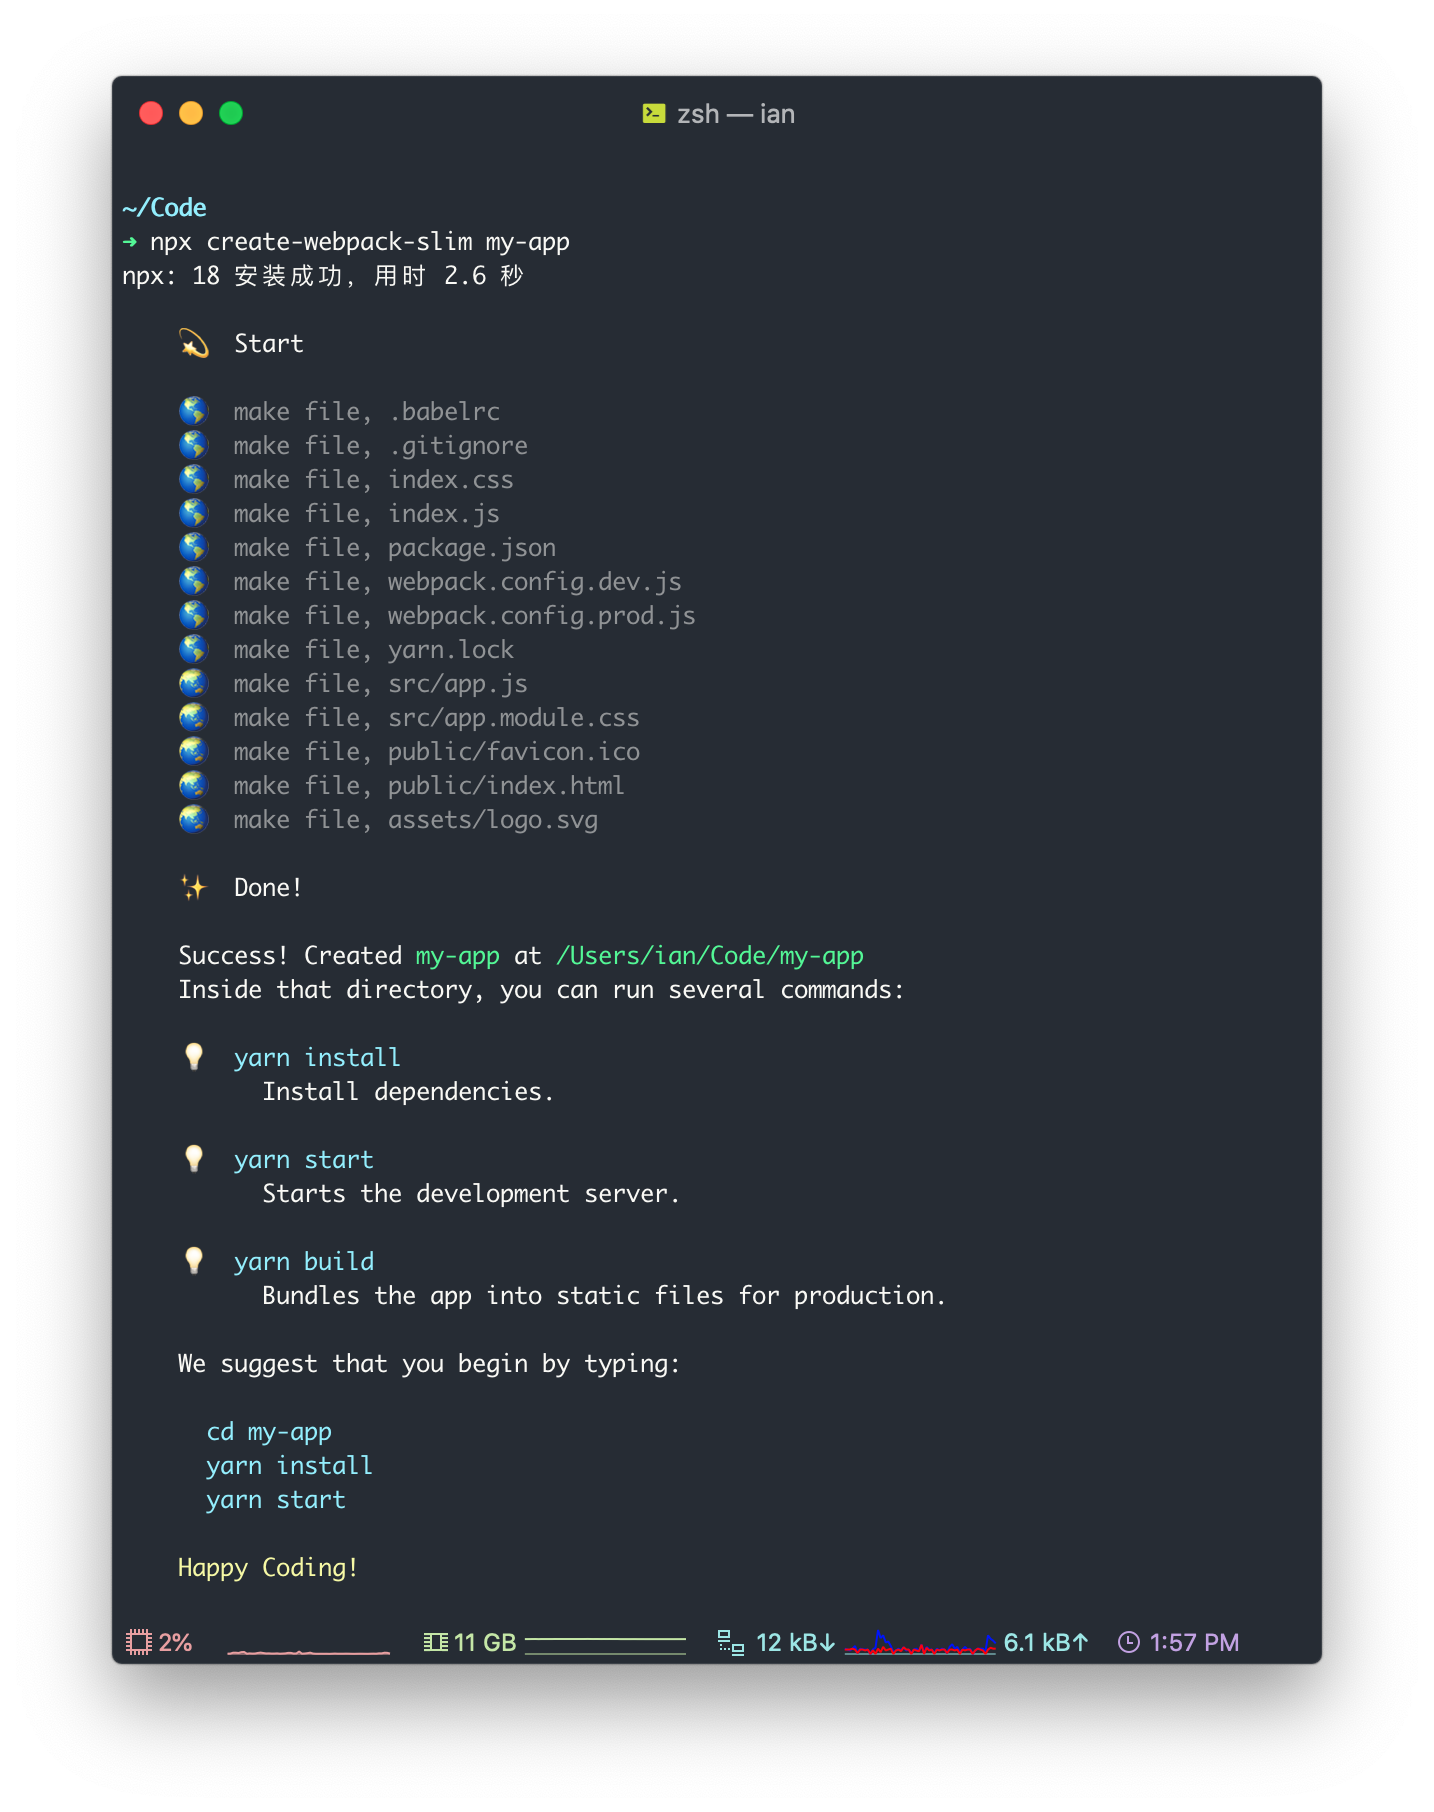 zsh — ian
~/Code
➜ npx create-webpack-slim my-app
npx: 18 安装成功，用时 2.6 秒
💫 Start
🌎 make file, .babelrc
🌎 make file, .gitignore
🌎 make file, index.css
🌎 make file, index.js
🌎 make file, package.json
🌎 make file, webpack.config.dev.js
🌎 make file, webpack.config.prod.js
🌎 make file, yarn.lock
🌏 make file, src/app.js
🌏 make file, src/app.module.css
🌏 make file, public/favicon.ico
🌏 make file, public/index.html
🌏 make file, assets/logo.svg
✨ Done!
Success! Created my-app at /Users/ian/Code/my-app
Inside that directory, you can run several commands:
💡 yarn install
Install dependencies.
💡 yarn start
Starts the development server.
💡 yarn build
Bundles the app into static files for production.
We suggest that you begin by typing:
cd my-app
yarn install
yarn start
Happy Coding!
2% 11 GB 12 kB↓ 6.1 kB↑ 1:57 PM